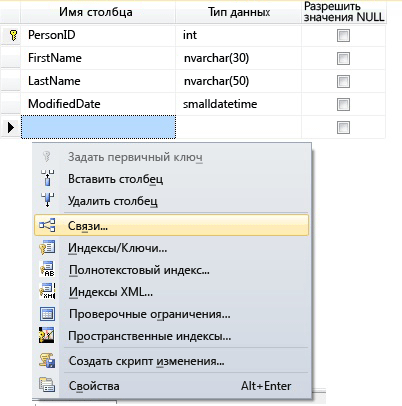 Имя столбца Тип данных Разрешить
значения NULL
PersonID int
FirstName nvarchar(30)
LastName nvarchar(50)
ModifiedDate smalldatetime
Задать первичный ключ
Вставить столбец
Удалить столбец
Связи...
Индексы/Ключи...
Полнотекстовый индекс...
Индексы XML...
Проверочные ограничения...
Пространственные индексы...
Создать скрипт изменения...
Свойства Alt+Enter